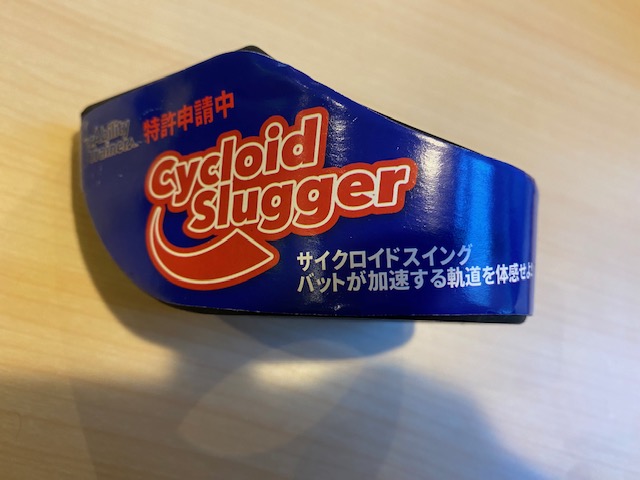 特許申請中
Cycloid
Slugger
サイクロイドスイング
バットが加速する軌道を体感せよ!